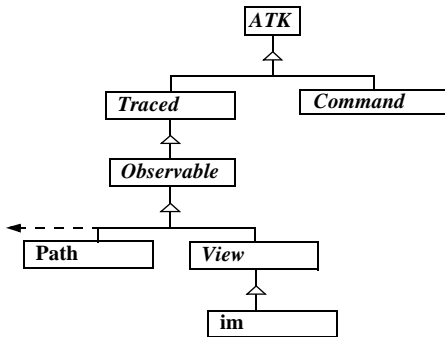 ATK
Traced
Command
Observable
Path
View
im